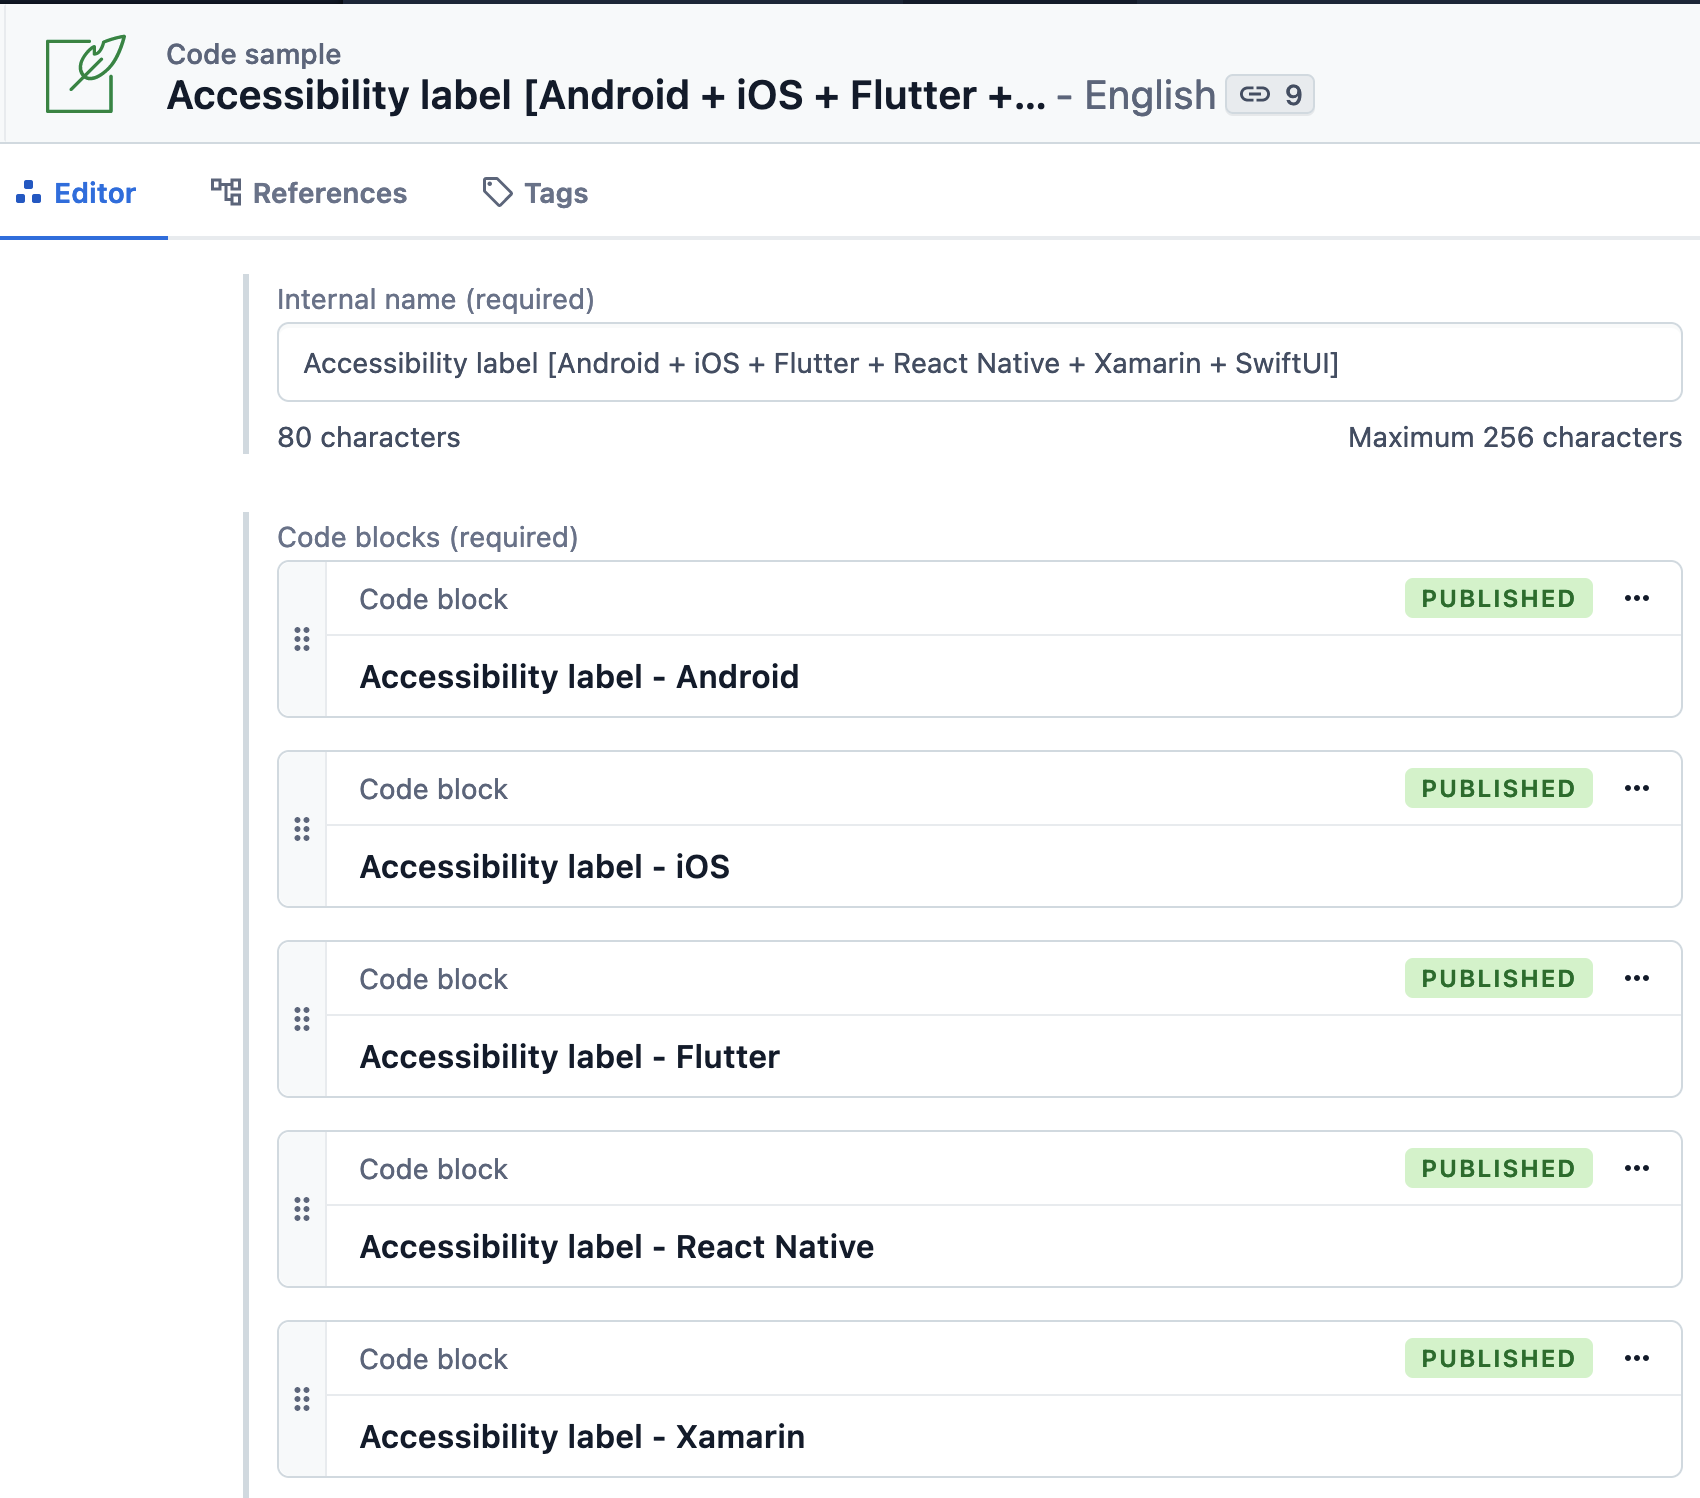 Code sample
Accessibility label [Android + iOS + Flutter +... - English 9
Editor References Tags
Internal name (required)
Accessibility label [Android + iOS + Flutter + React Native + Xamarin + SwiftUI]
80 characters Maximum 256 characters
Code blocks (required)
Code block PUBLISHED
Accessibility label - Android
Code block PUBLISHED
Accessibility label - iOS
Code block PUBLISHED
Accessibility label - Flutter
Code block PUBLISHED
Accessibility label - React Native
Code block PUBLISHED
Accessibility label - Xamarin